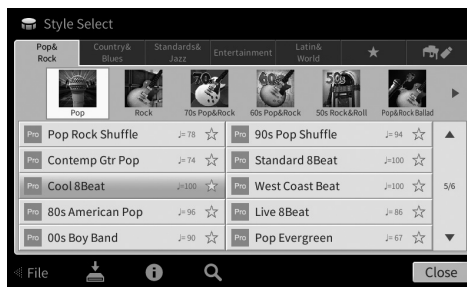 Style Select
Pop& Rock
Country& Blues
Standards& Jazz
Entertainment
Latin& World
Pop
Rock
70s Pop&Rock
60s Pop&Rock
50s Rock&Roll
Pop&Rock Ballad
Pro Pop Rock Shuffle ♩= 78
Pro 90s Pop Shuffle ♩= 94
Pro Contemp Gtr Pop ♩= 74
Pro Standard 8Beat ♩=100
Pro Cool 8Beat ♩=100
Pro West Coast Beat ♩=100
5/6
Pro 80s American Pop ♩= 96
Pro Live 8Beat ♩= 86
Pro 00s Boy Band ♩= 90
Pro Pop Evergreen ♩= 67
File
Close